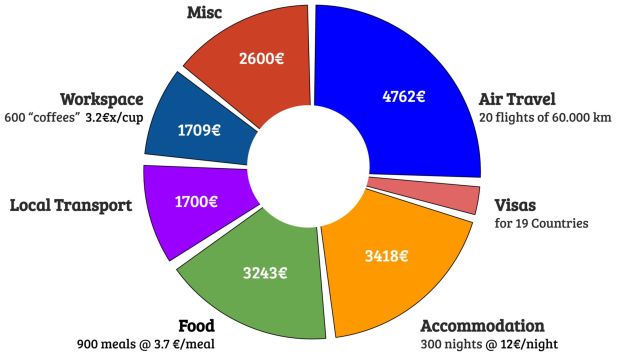 Misc
2600€
4762€
Air Travel
20 flights of 60.000 km
Workspace
600 “coffees” 3.2€x/cup
1709€
Local Transport
1700€
Visas
for 19 Countries
3418€
3243€
Food
900 meals @ 3.7 €/meal
Accommodation
300 nights @ 12€/night